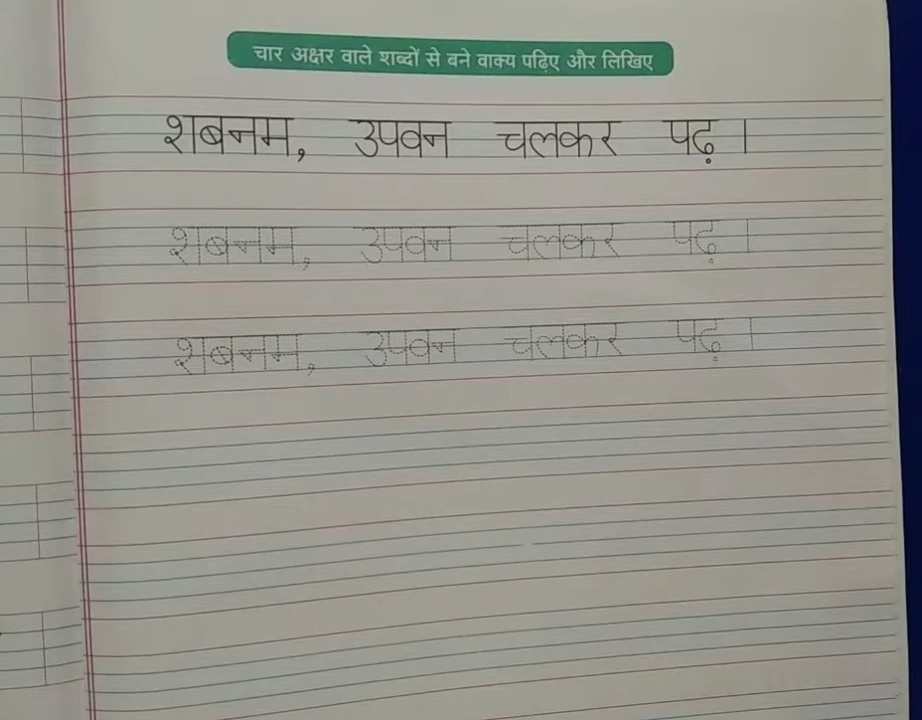 चार अक्षर वाले शब्दों से बने वाक्य पढ़िए और लिखिए
शबनम, उपवन चलकर पढ़।
शबनम, उपवन चलकर पढ़।
शबनम, उपवन चलकर पढ़।